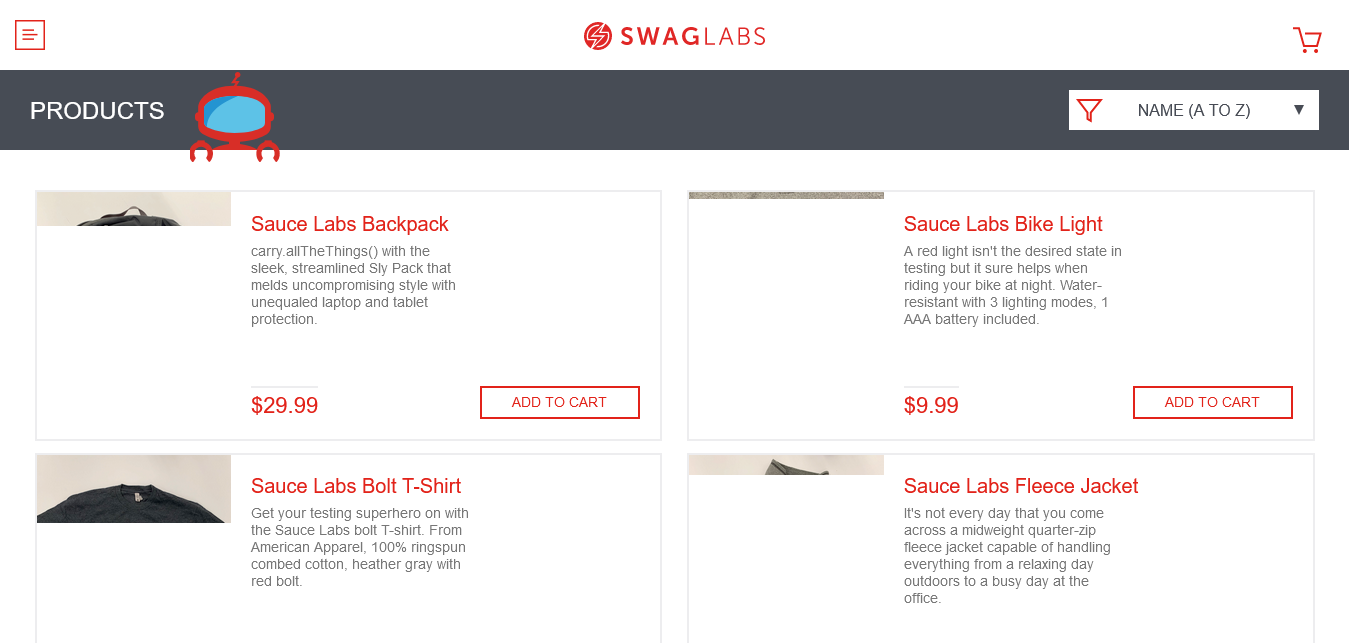 SWAGLABS
PRODUCTS
NAME (A TO Z)
Sauce Labs Backpack
carry.allTheThings() with the
sleek, streamlined Sly Pack that
melds uncompromising style with
unequaled laptop and tablet
protection.
$29.99
ADD TO CART
Sauce Labs Bike Light
A red light isn't the desired state in
testing but it sure helps when
riding your bike at night. Water-
resistant with 3 lighting modes, 1
AAA battery included.
$9.99
ADD TO CART
Sauce Labs Bolt T-Shirt
Get your testing superhero on with
the Sauce Labs bolt T-shirt. From
American Apparel, 100% ringspun
combed cotton, heather gray with
red bolt.
Sauce Labs Fleece Jacket
It's not every day that you come
across a midweight quarter-zip
fleece jacket capable of handling
everything from a relaxing day
outdoors to a busy day at the
office.